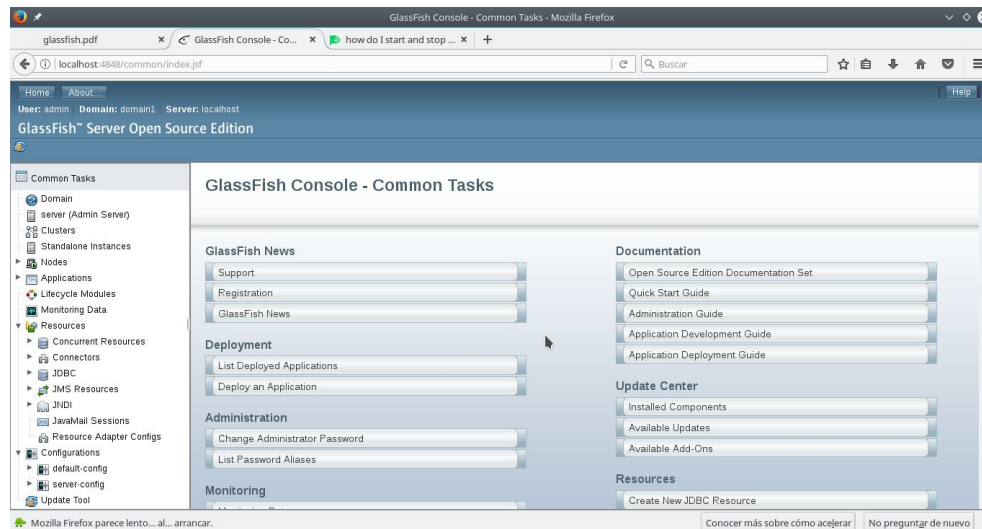 GlassFish Console - Common Tasks - Mozilla Firefox
glassfish.pdf
GlassFish Console - Co...
how do I start and stop ...
localhost:4848/common/index.jsf
Buscar
Home
About...
Help
User: admin Domain: domain1 Server: localhost
GlassFish™ Server Open Source Edition
Common Tasks
Domain
server (Admin Server)
Clusters
Standalone Instances
Nodes
Applications
Lifecycle Modules
Monitoring Data
Resources
Concurrent Resources
Connectors
JDBC
JMS Resources
JNDI
JavaMail Sessions
Resource Adapter Configs
Configurations
default-config
server-config
Update Tool
GlassFish Console - Common Tasks
GlassFish News
Support
Registration
GlassFish News
Deployment
List Deployed Applications
Deploy an Application
Administration
Change Administrator Password
List Password Aliases
Monitoring
Documentation
Open Source Edition Documentation Set
Quick Start Guide
Administration Guide
Application Development Guide
Application Deployment Guide
Update Center
Installed Components
Available Updates
Available Add-Ons
Resources
Create New JDBC Resource
Mozilla Firefox parece lento... al... arrancar.
Conocer más sobre cómo acelerar
No preguntar de nuevo